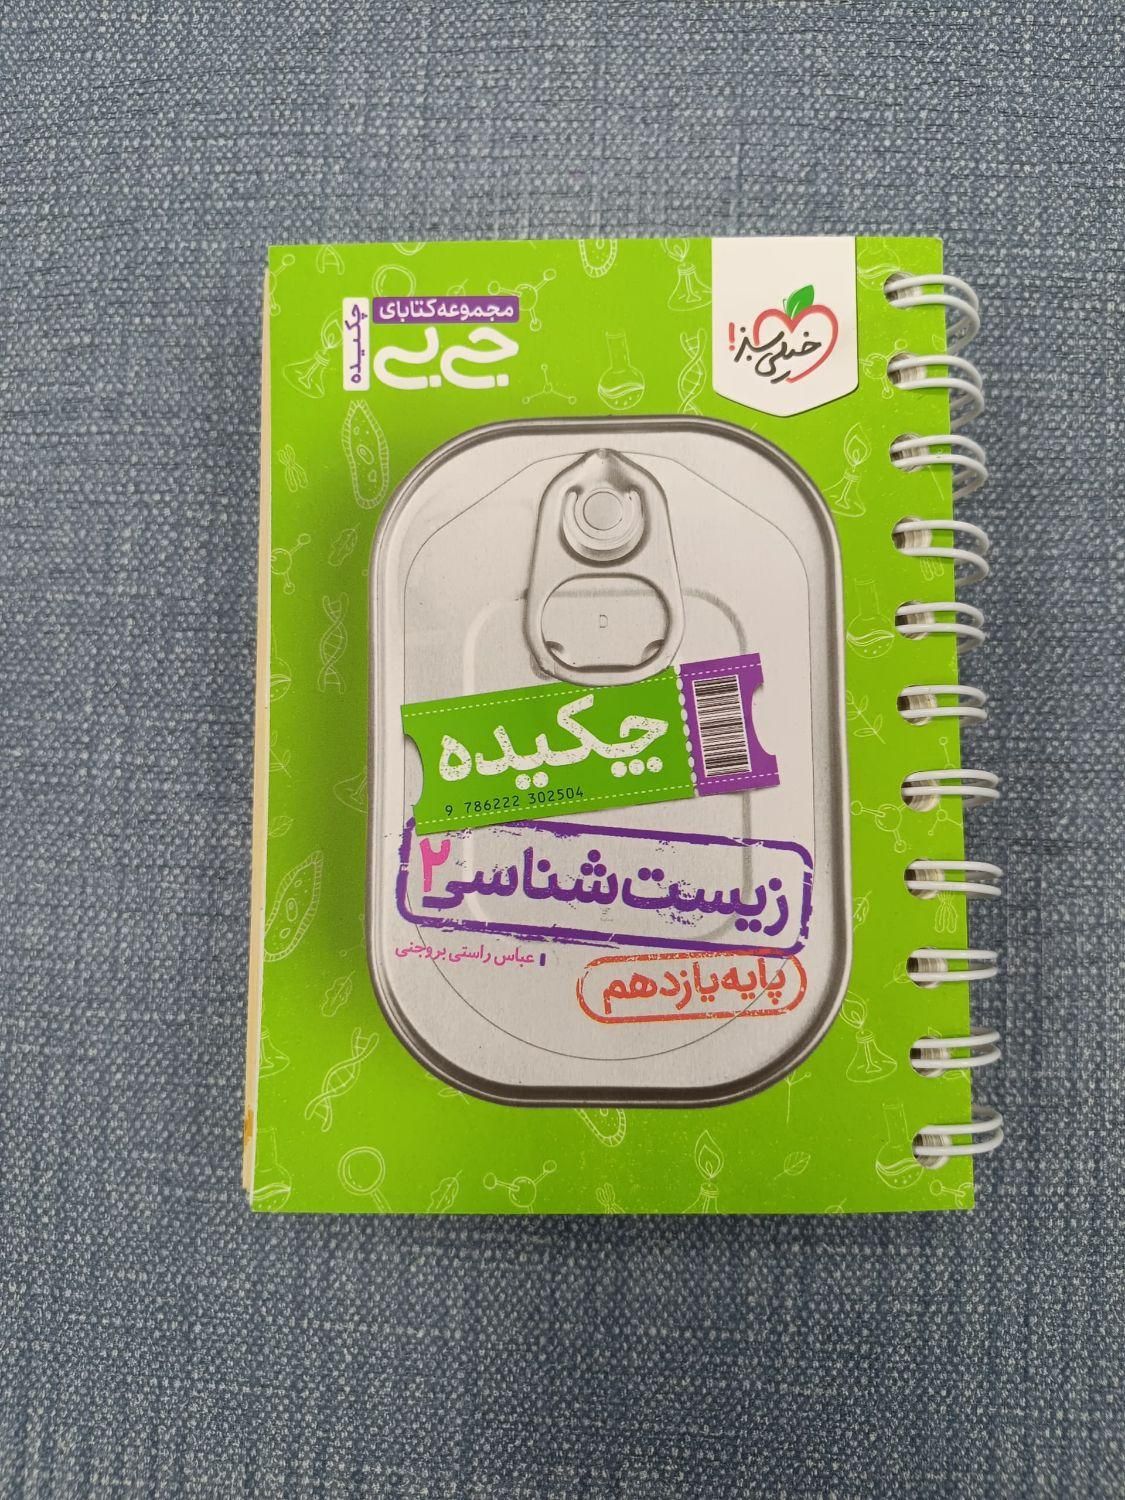 خیلی سبز!
مجموعه کتابای
جی بی
چکیده
D
چکیده
9 786222 302504
زیست‌شناسی ۲
عباس راستی بروجنی
پایه یازدهم